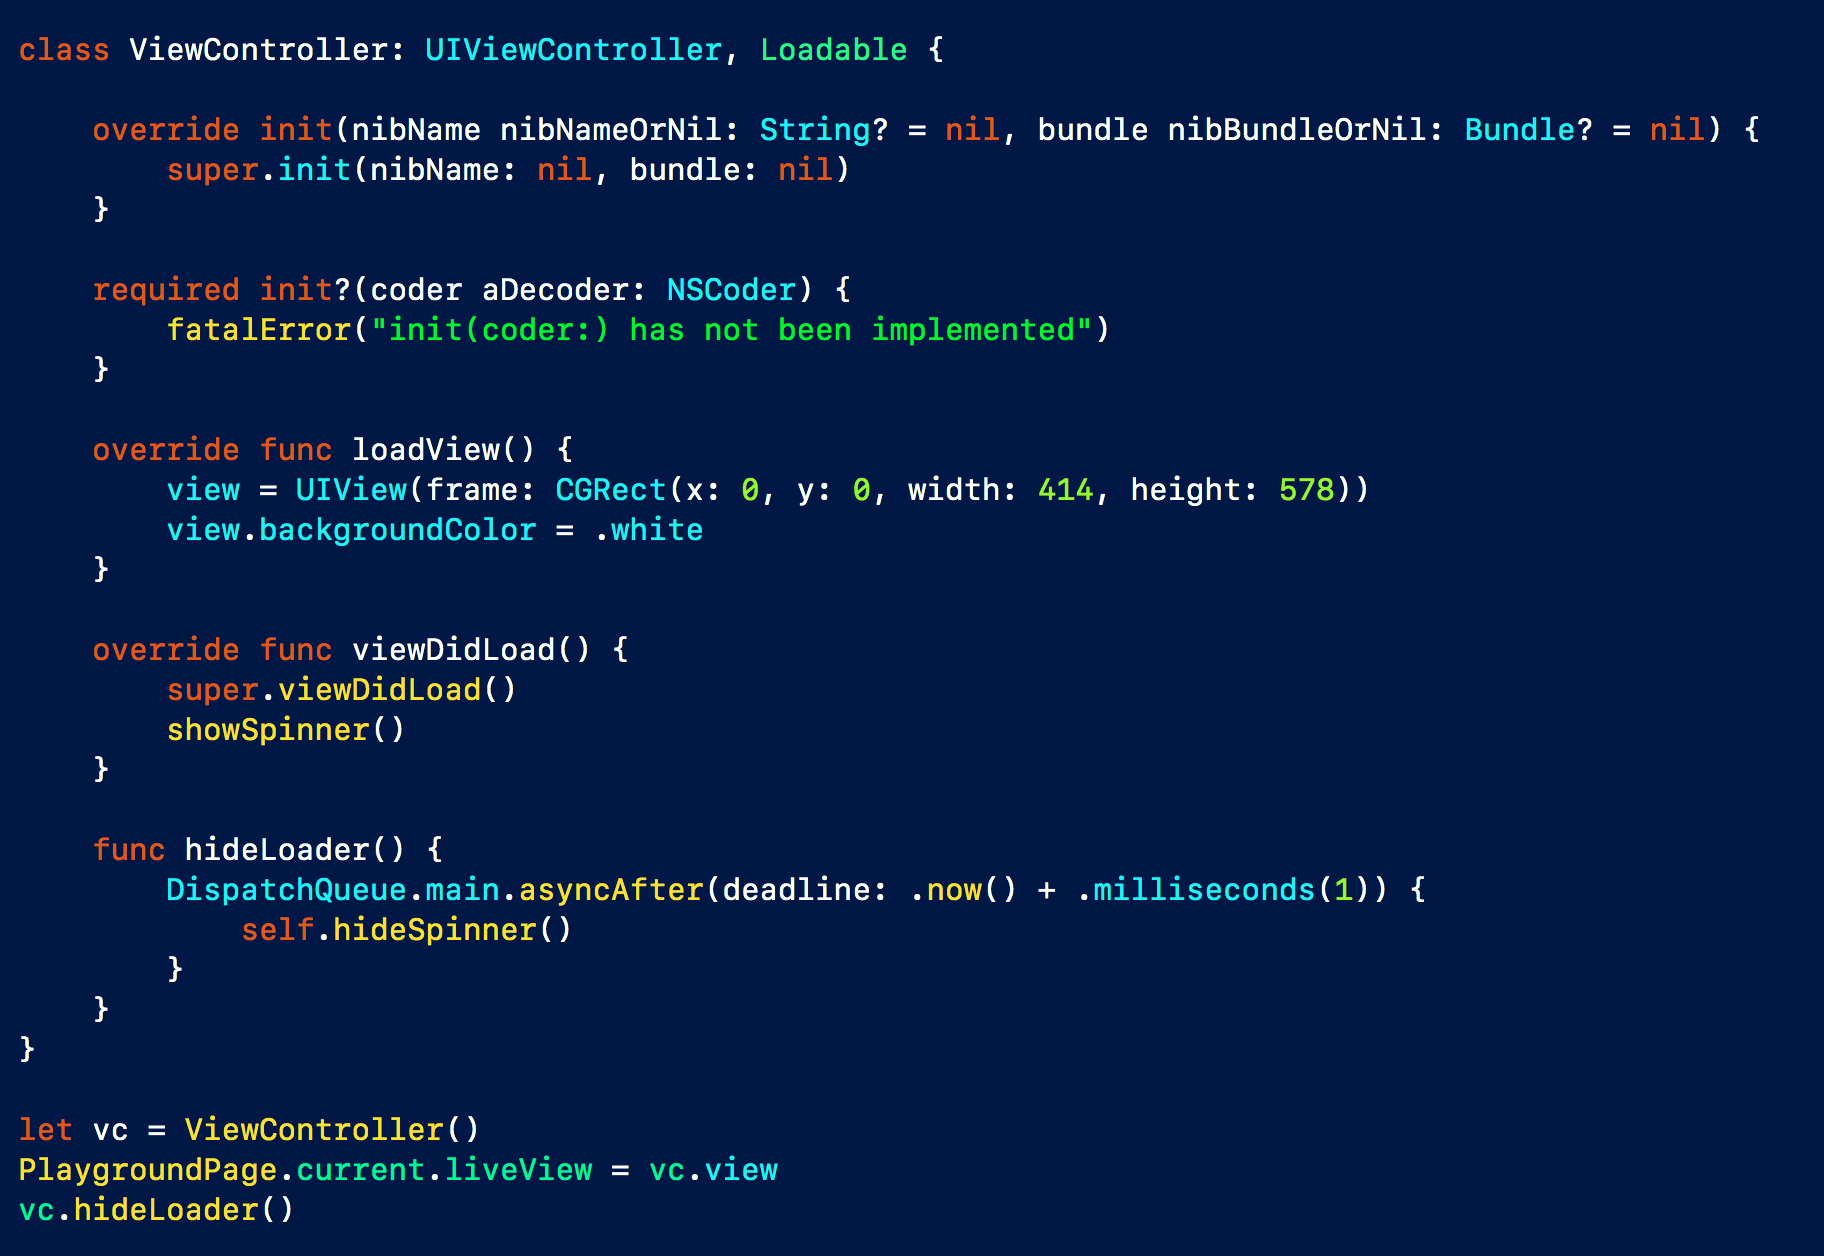 class ViewController: UIViewController, Loadable {

    override init(nibName nibNameOrNil: String? = nil, bundle nibBundleOrNil: Bundle? = nil) {
        super.init(nibName: nil, bundle: nil)
    }

    required init?(coder aDecoder: NSCoder) {
        fatalError("init(coder:) has not been implemented")
    }

    override func loadView() {
        view = UIView(frame: CGRect(x: 0, y: 0, width: 414, height: 578))
        view.backgroundColor = .white
    }

    override func viewDidLoad() {
        super.viewDidLoad()
        showSpinner()
    }

    func hideLoader() {
        DispatchQueue.main.asyncAfter(deadline: .now() + .milliseconds(1)) {
            self.hideSpinner()
        }
    }
}

let vc = ViewController()
PlaygroundPage.current.liveView = vc.view
vc.hideLoader()